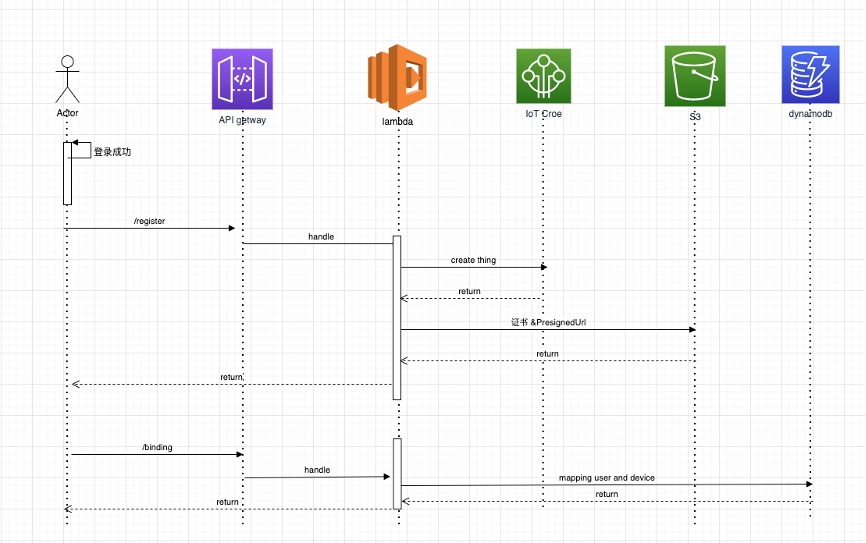 Actor
API getway
lambda
IoT Croe
S3
dynamodb
登录成功
/register
handle
create thing
return
证书 &PresignedUrl
return
return
/binding
handle
mapping user and device
return
return